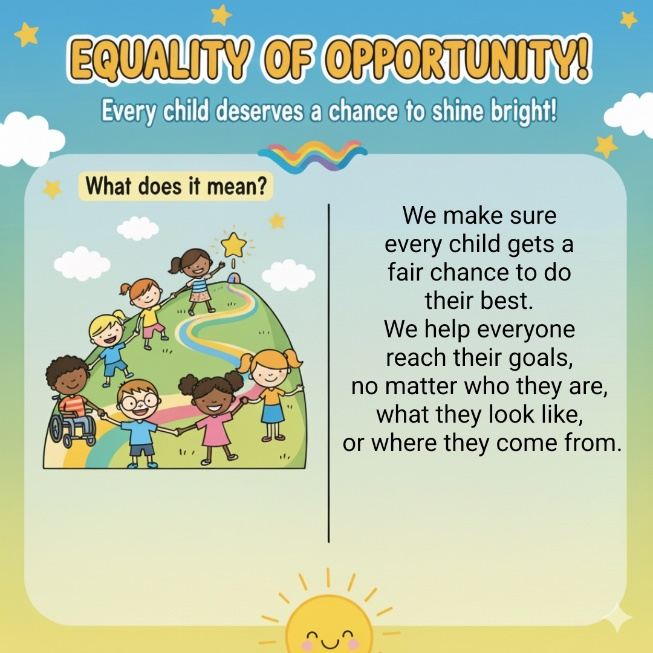 EQUALITY OF OPPORTUNITY!
Every child deserves a chance to shine bright!
What does it mean?
We make sure
every child gets a
fair chance to do
their best.
We help everyone
reach their goals,
no matter who they are,
what they look like,
or where they come from.